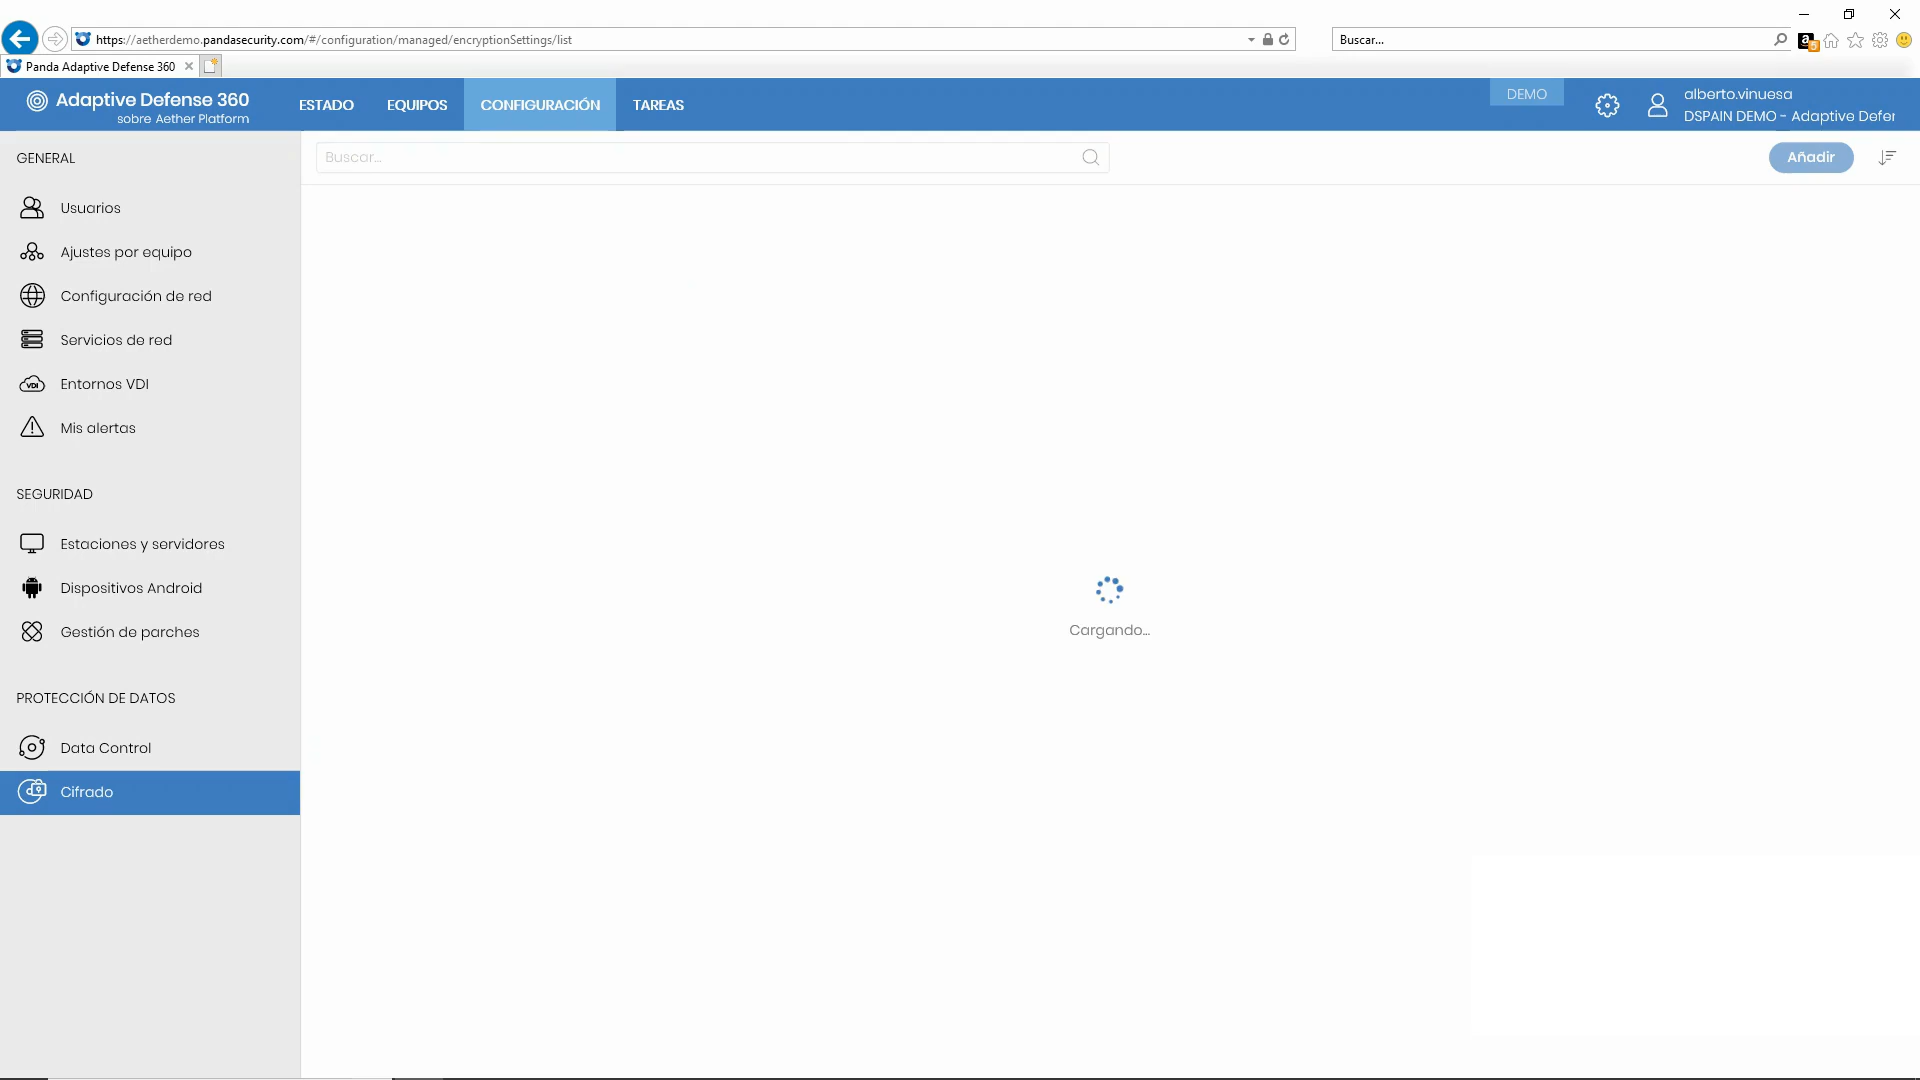 https://aetherdemo.pandasecurity.com/#/configuration/managed/encryptionSettings/list
Buscar...
Panda Adaptive Defense 360
Adaptive Defense 360
sobre Aether Platform
ESTADO
EQUIPOS
CONFIGURACIÓN
TAREAS
DEMO
alberto.vinuesa
DSPAIN DEMO - Adaptive Defer
GENERAL
Buscar...
Añadir
Usuarios
Ajustes por equipo
Configuración de red
Servicios de red
VDI
Entornos VDI
Mis alertas
SEGURIDAD
Estaciones y servidores
Dispositivos Android
Gestión de parches
Cargando...
PROTECCIÓN DE DATOS
Data Control
Cifrado